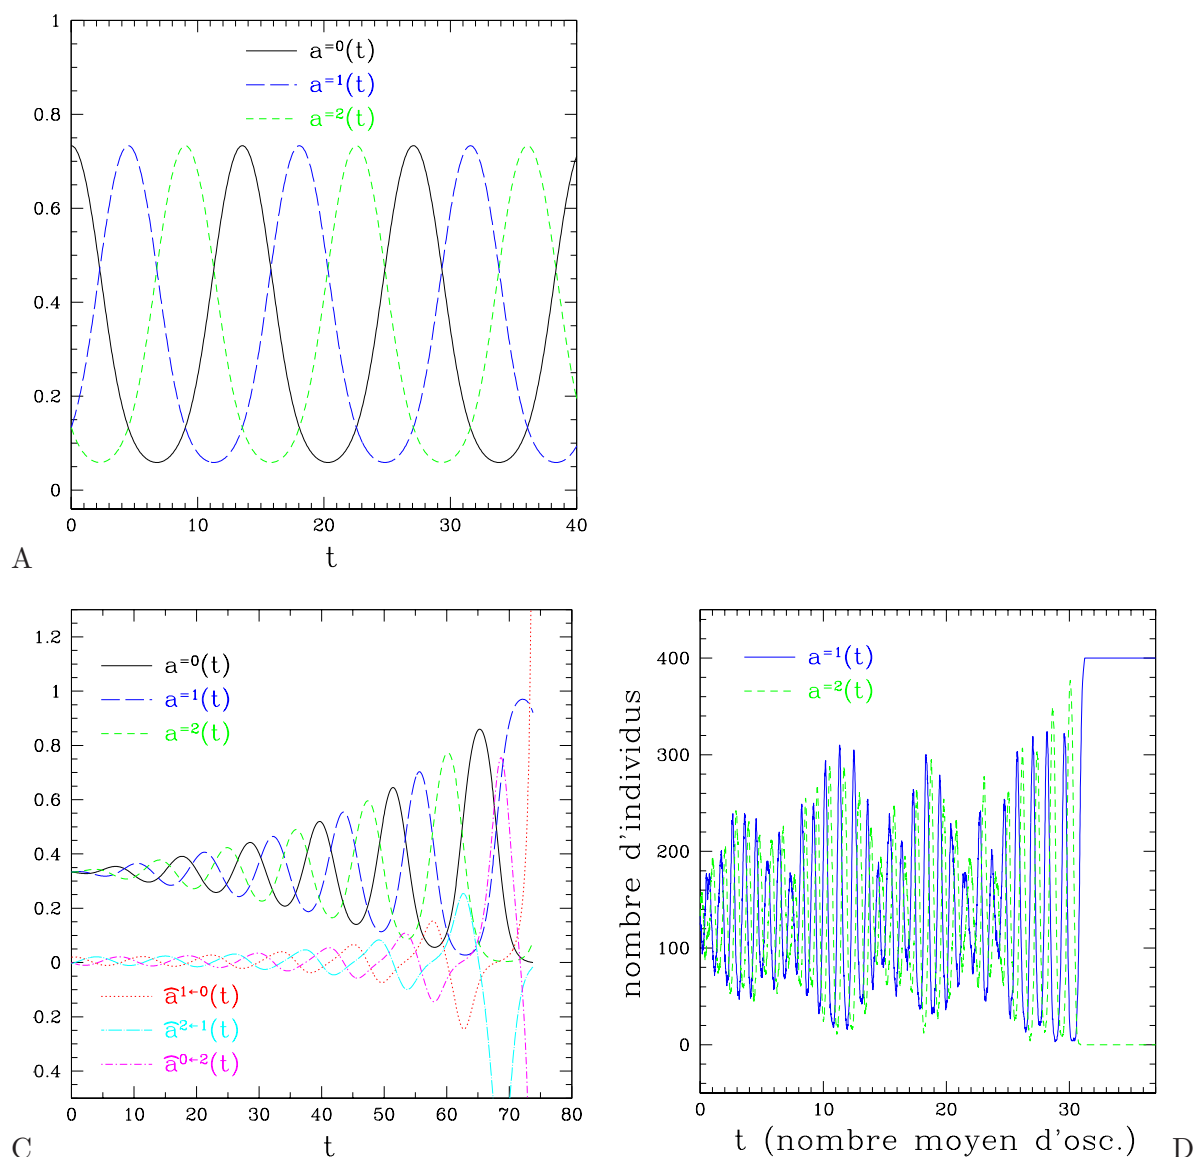 1
0.8
0.6
0.4
0.2
0
0 10 20 30 40
t
a⁼⁰(t)
a⁼¹(t)
a⁼²(t)
A
1.2
1
0.8
0.6
0.4
0.2
0
0.2
0.4
0 10 20 30 40 50 60 70 80
t
a⁼⁰(t)
a⁼¹(t)
a⁼²(t)
â¹←⁰(t)
â²←¹(t)
â⁰←²(t)
C
nombre d'individus
400
300
200
100
0
0 10 20 30
t (nombre moyen d'osc.)
a⁼¹(t)
a⁼²(t)
D